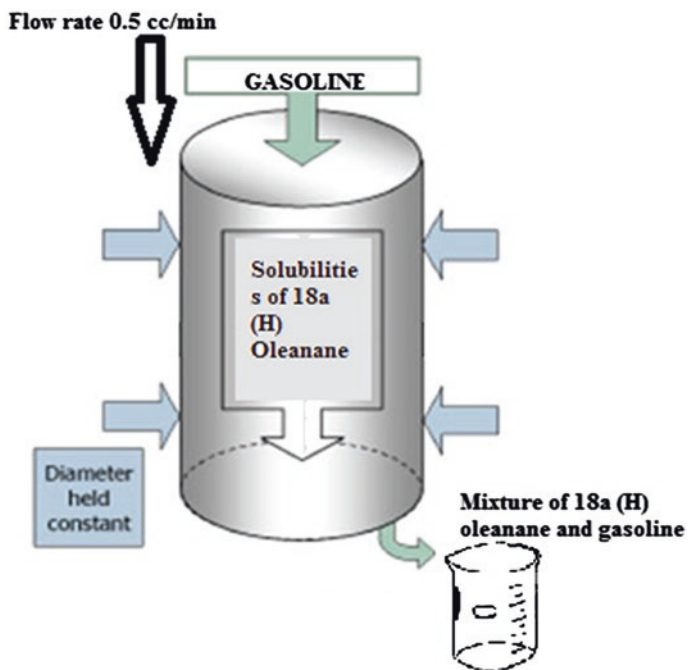 Flow rate 0.5 cc/min
GASOLINE
Solubilitie
s of 18a
(H)
Oleanane
Diameter
held
constant
Mixture of 18a (H)
oleanane and gasoline